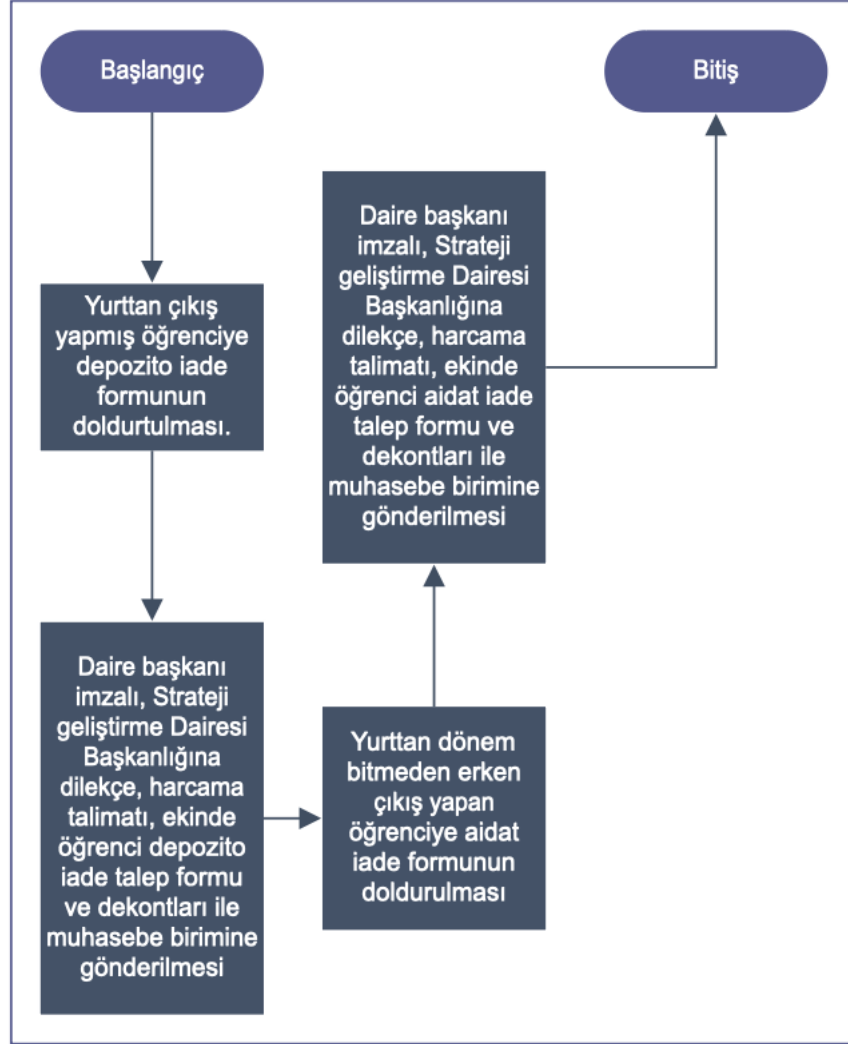 Başlangıç
Yurttan çıkış
yapmış öğrenciye
depozito iade
formunun
doldurtulması.
Daire başkanı
imzalı, Strateji
geliştirme Dairesi
Başkanlığına
dilekçe, harcama
talimatı, ekinde
öğrenci depozito
iade talep formu
ve dekontları ile
muhasebe birimine
gönderilmesi
Yurttan dönem
bitmeden erken
çıkış yapan
öğrenciye aidat
iade formunun
doldurulması
Daire başkanı
imzalı, Strateji
geliştirme Dairesi
Başkanlığına
dilekçe, harcama
talimatı, ekinde
öğrenci aidat iade
talep formu ve
dekontları ile
muhasebe birimine
gönderilmesi
Bitiş